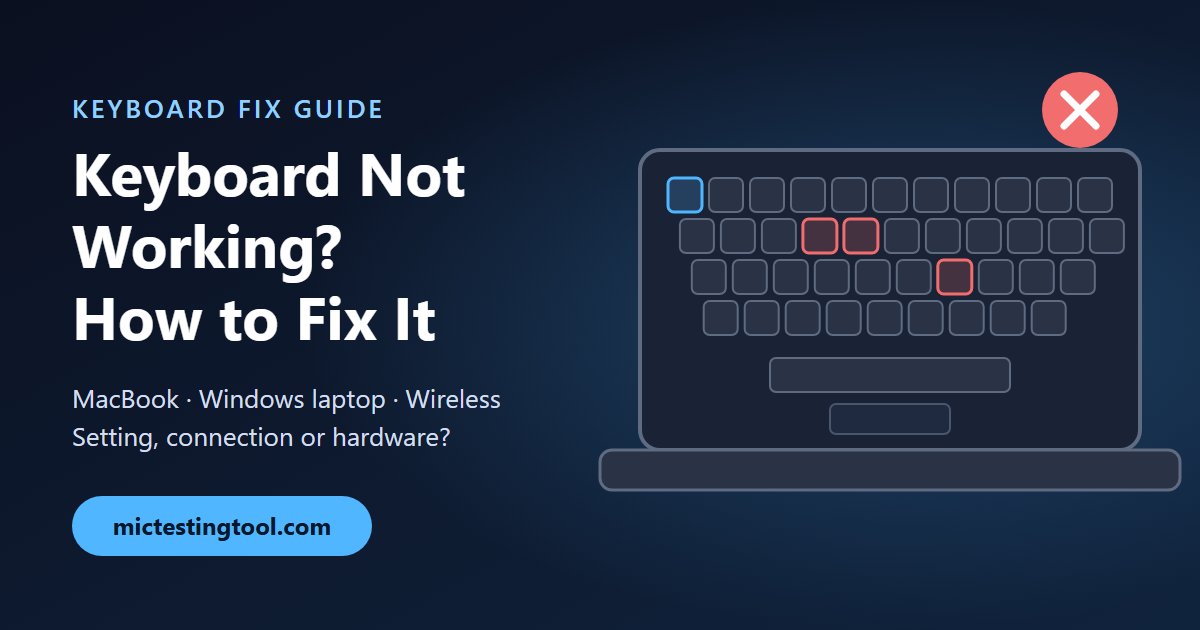 KEYBOARD FIX GUIDE
Keyboard Not
Working?
How to Fix It
MacBook · Windows laptop · Wireless
Setting, connection or hardware?
mictestingtool.com